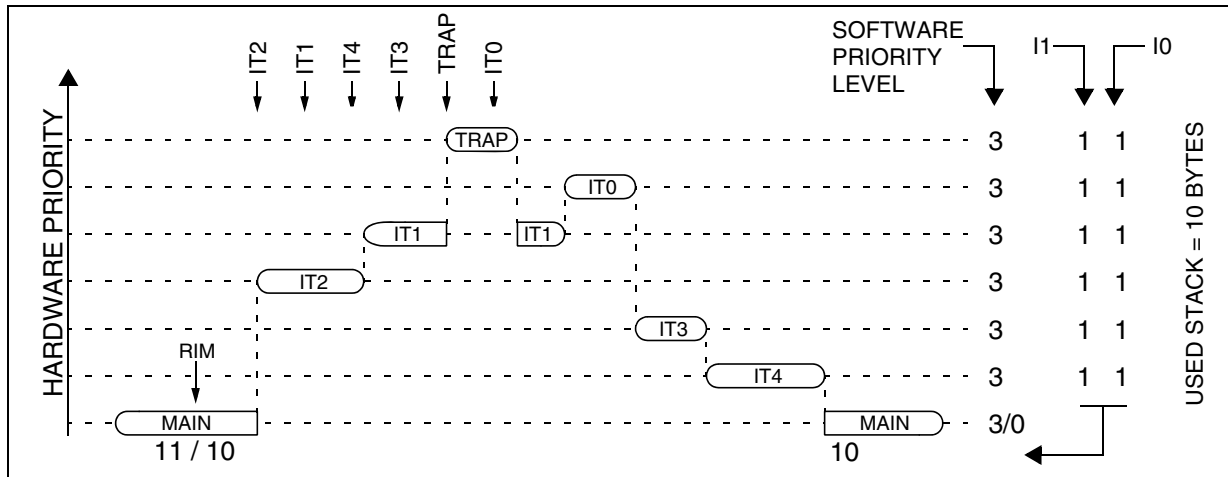 IT2
IT1
IT4
IT3
TRAP
IT0
SOFTWARE
PRIORITY
LEVEL
I1
I0
HARDWARE PRIORITY
TRAP
3
1 1
IT0
3
1 1
IT1
IT1
3
1 1
IT2
3
1 1
RIM
IT3
3
1 1
IT4
3
1 1
MAIN
MAIN
3/0
11 / 10
10
USED STACK = 10 BYTES